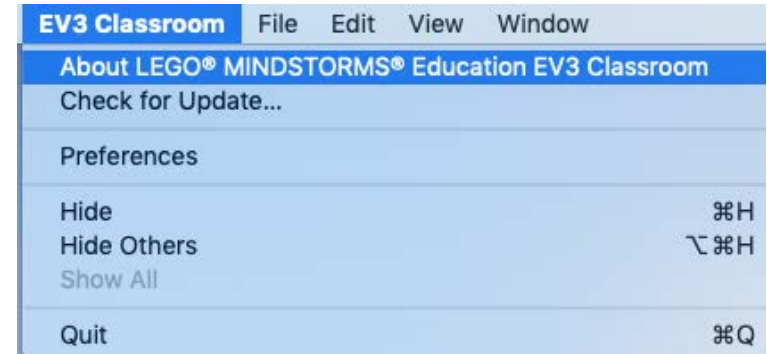 EV3 Classroom File Edit View Window
About LEGO® MINDSTORMS® Education EV3 Classroom
Check for Update...
Preferences
Hide ⌘H
Hide Others ⌥⌘H
Show All
Quit ⌘Q